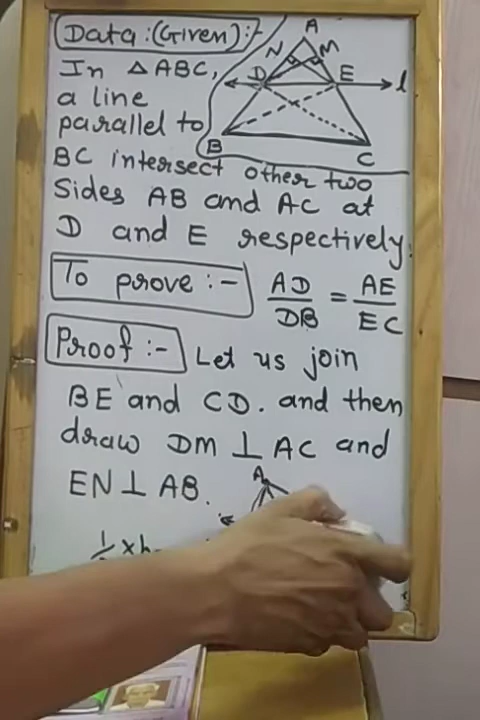 Data:(Given):-
In △ABC,
a line
parallel to
BC intersect other two
Sides AB and AC at
D and E respectively.
To prove :-
AD/DB = AE/EC
Proof :- Let us join
BE and CD. and then
draw DM ⊥ AC and
EN ⊥ AB.
A
N
M
D
E
l
B
C
A